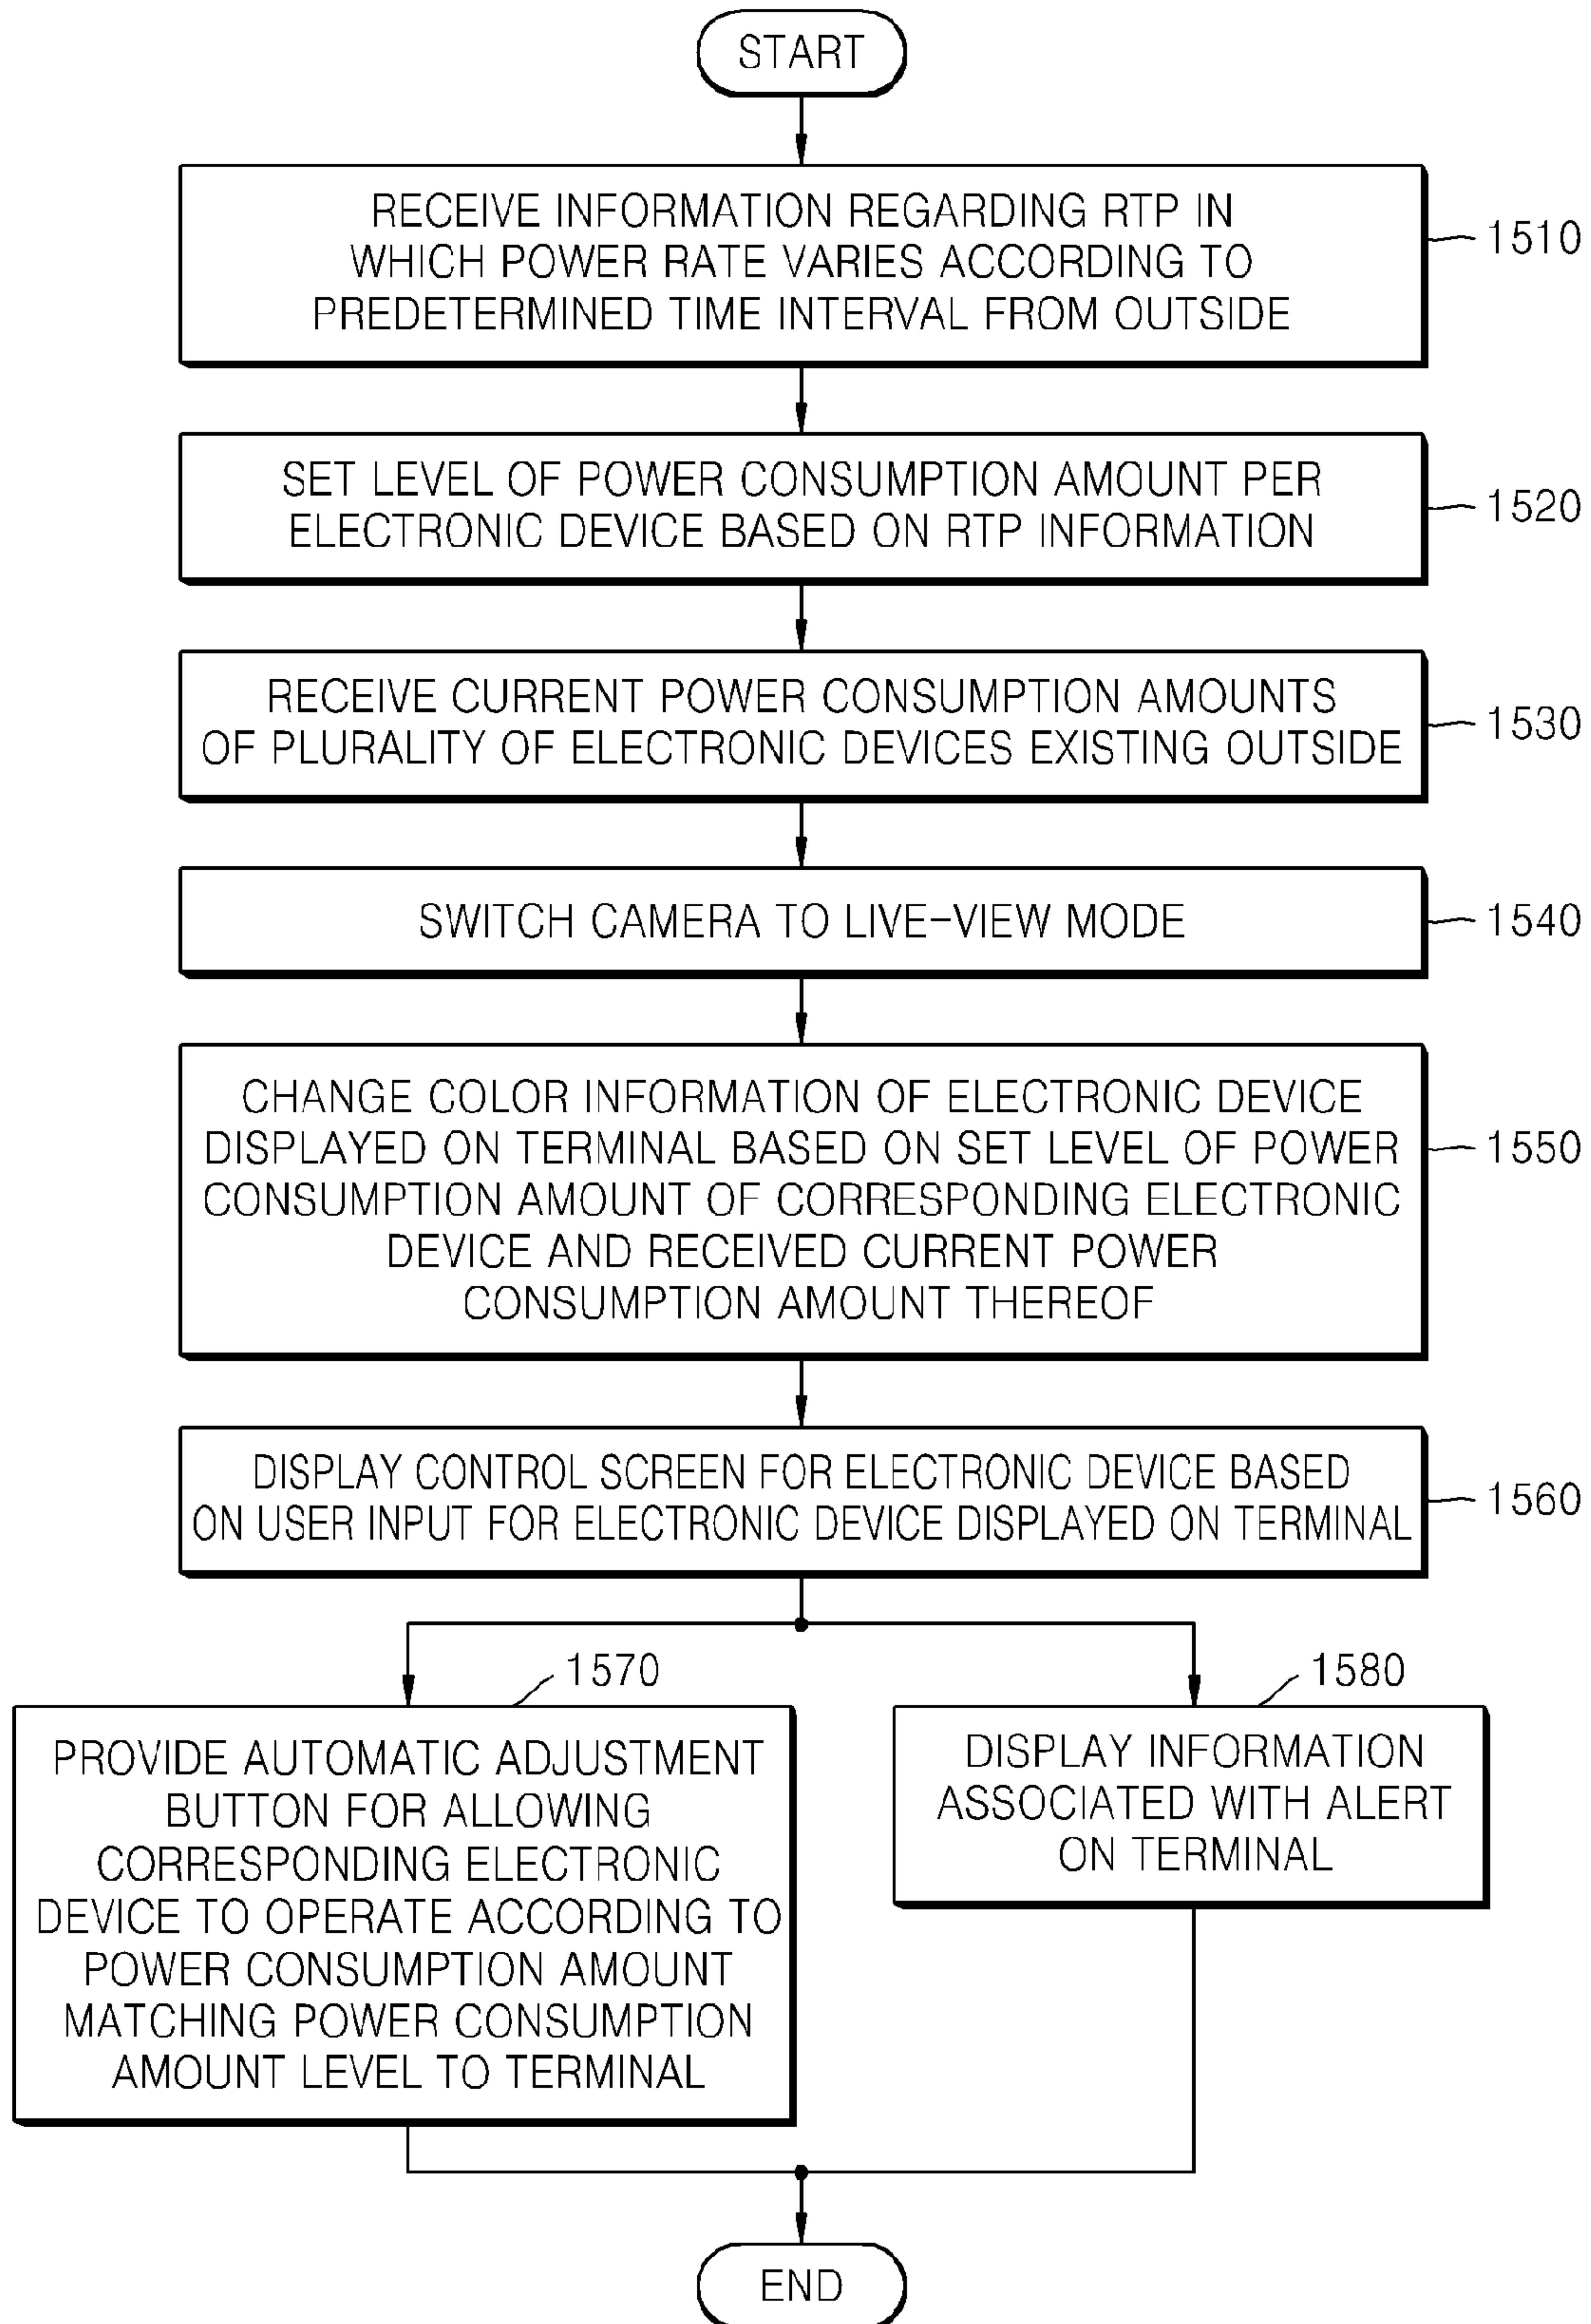 START
RECEIVE INFORMATION REGARDING RTP IN
WHICH POWER RATE VARIES ACCORDING TO
PREDETERMINED TIME INTERVAL FROM OUTSIDE
1510
SET LEVEL OF POWER CONSUMPTION AMOUNT PER
ELECTRONIC DEVICE BASED ON RTP INFORMATION
1520
RECEIVE CURRENT POWER CONSUMPTION AMOUNTS
OF PLURALITY OF ELECTRONIC DEVICES EXISTING OUTSIDE
1530
SWITCH CAMERA TO LIVE-VIEW MODE
1540
CHANGE COLOR INFORMATION OF ELECTRONIC DEVICE
DISPLAYED ON TERMINAL BASED ON SET LEVEL OF POWER
CONSUMPTION AMOUNT OF CORRESPONDING ELECTRONIC
DEVICE AND RECEIVED CURRENT POWER
CONSUMPTION AMOUNT THEREOF
1550
DISPLAY CONTROL SCREEN FOR ELECTRONIC DEVICE BASED
ON USER INPUT FOR ELECTRONIC DEVICE DISPLAYED ON TERMINAL
1560
1570
PROVIDE AUTOMATIC ADJUSTMENT
BUTTON FOR ALLOWING
CORRESPONDING ELECTRONIC
DEVICE TO OPERATE ACCORDING TO
POWER CONSUMPTION AMOUNT
MATCHING POWER CONSUMPTION
AMOUNT LEVEL TO TERMINAL
1580
DISPLAY INFORMATION
ASSOCIATED WITH ALERT
ON TERMINAL
END